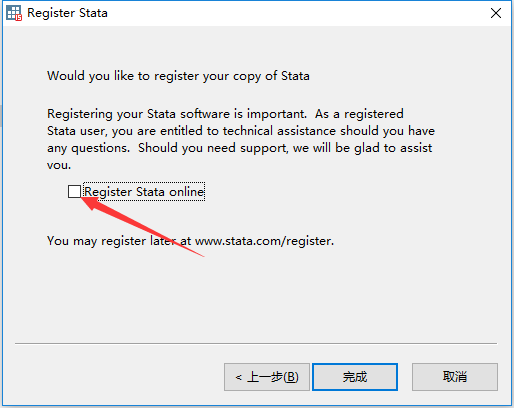 Register Stata
Would you like to register your copy of Stata
Registering your Stata software is important.  As a registered
Stata user, you are entitled to technical assistance should you have
any questions.  Should you need support, we will be glad to assist
you.
Register Stata online
You may register later at www.stata.com/register.
< 上一步(B)
完成
取消